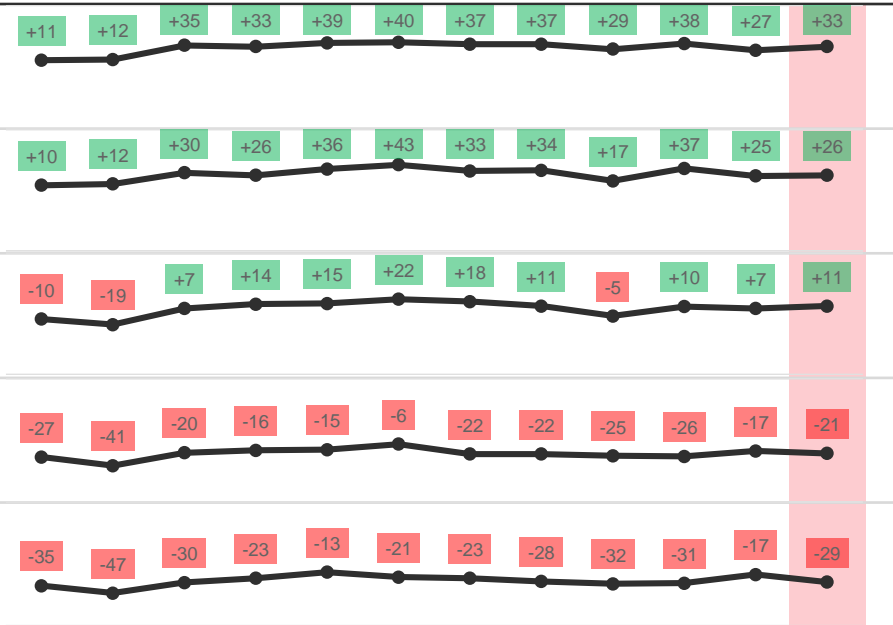 +11 +12 +35 +33 +39 +40 +37 +37 +29 +38 +27 +33
+10 +12 +30 +26 +36 +43 +33 +34 +17 +37 +25 +26
-10 -19 +7 +14 +15 +22 +18 +11 -5 +10 +7 +11
-27 -41 -20 -16 -15 -6 -22 -22 -25 -26 -17 -21
-35 -47 -30 -23 -13 -21 -23 -28 -32 -31 -17 -29